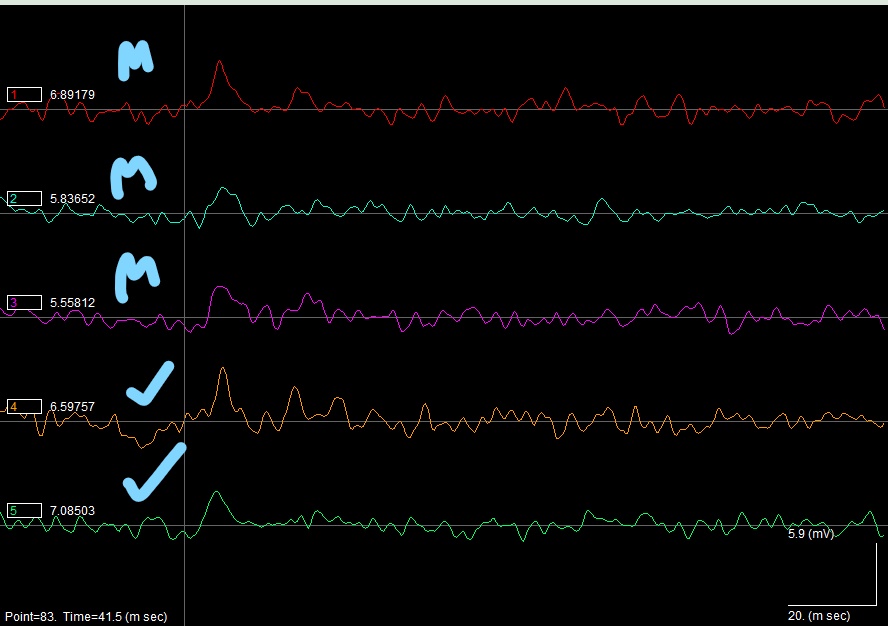 M
1 6.89179
M
2 5.83652
M
3 5.55812
4 6.59757
5 7.08503
5.9 (mV)
20. (m sec)
Point=83. Time=41.5 (m sec)